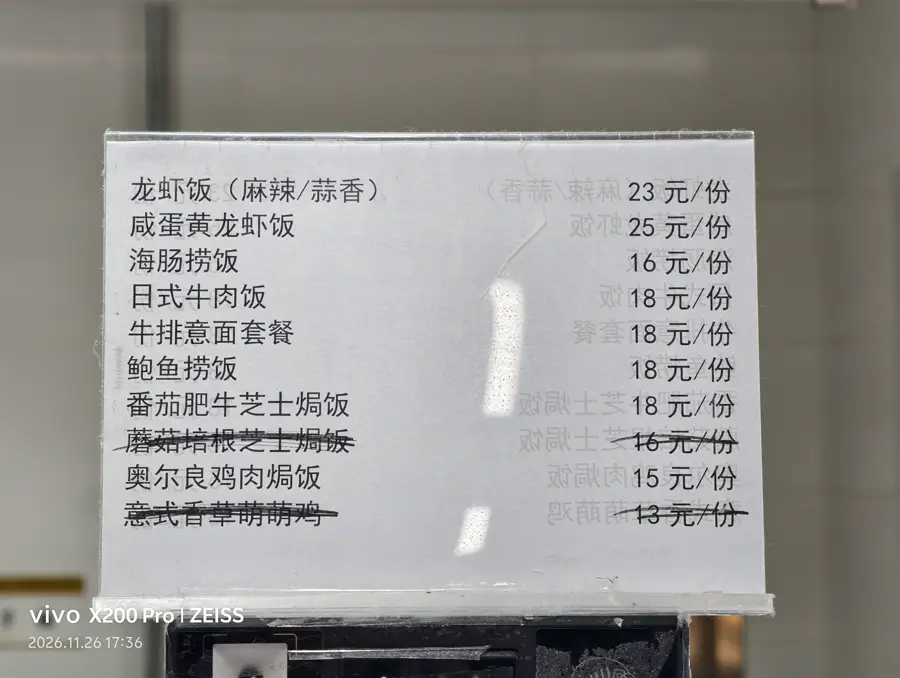 龙虾饭（麻辣/蒜香） 23 元/份
咸蛋黄龙虾饭 25 元/份
海肠捞饭 16 元/份
日式牛肉饭 18 元/份
牛排意面套餐 18 元/份
鲍鱼捞饭 18 元/份
番茄肥牛芝士焗饭 18 元/份
蘑菇培根芝士焗饭 16 元/份
奥尔良鸡肉焗饭 15 元/份
意式香草萌萌鸡 13 元/份
vivo X200 Pro | ZEISS
2026.11.26 17:36